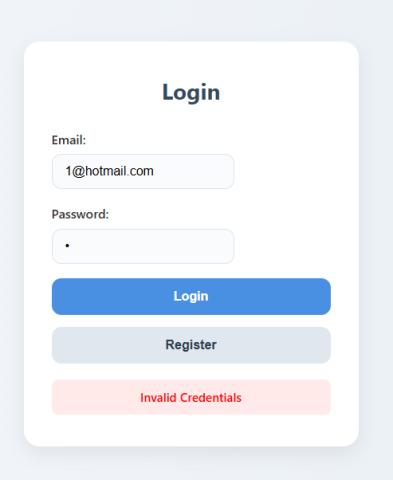 Login
Email:
1@hotmail.com
Password:
•
Login
Register
Invalid Credentials